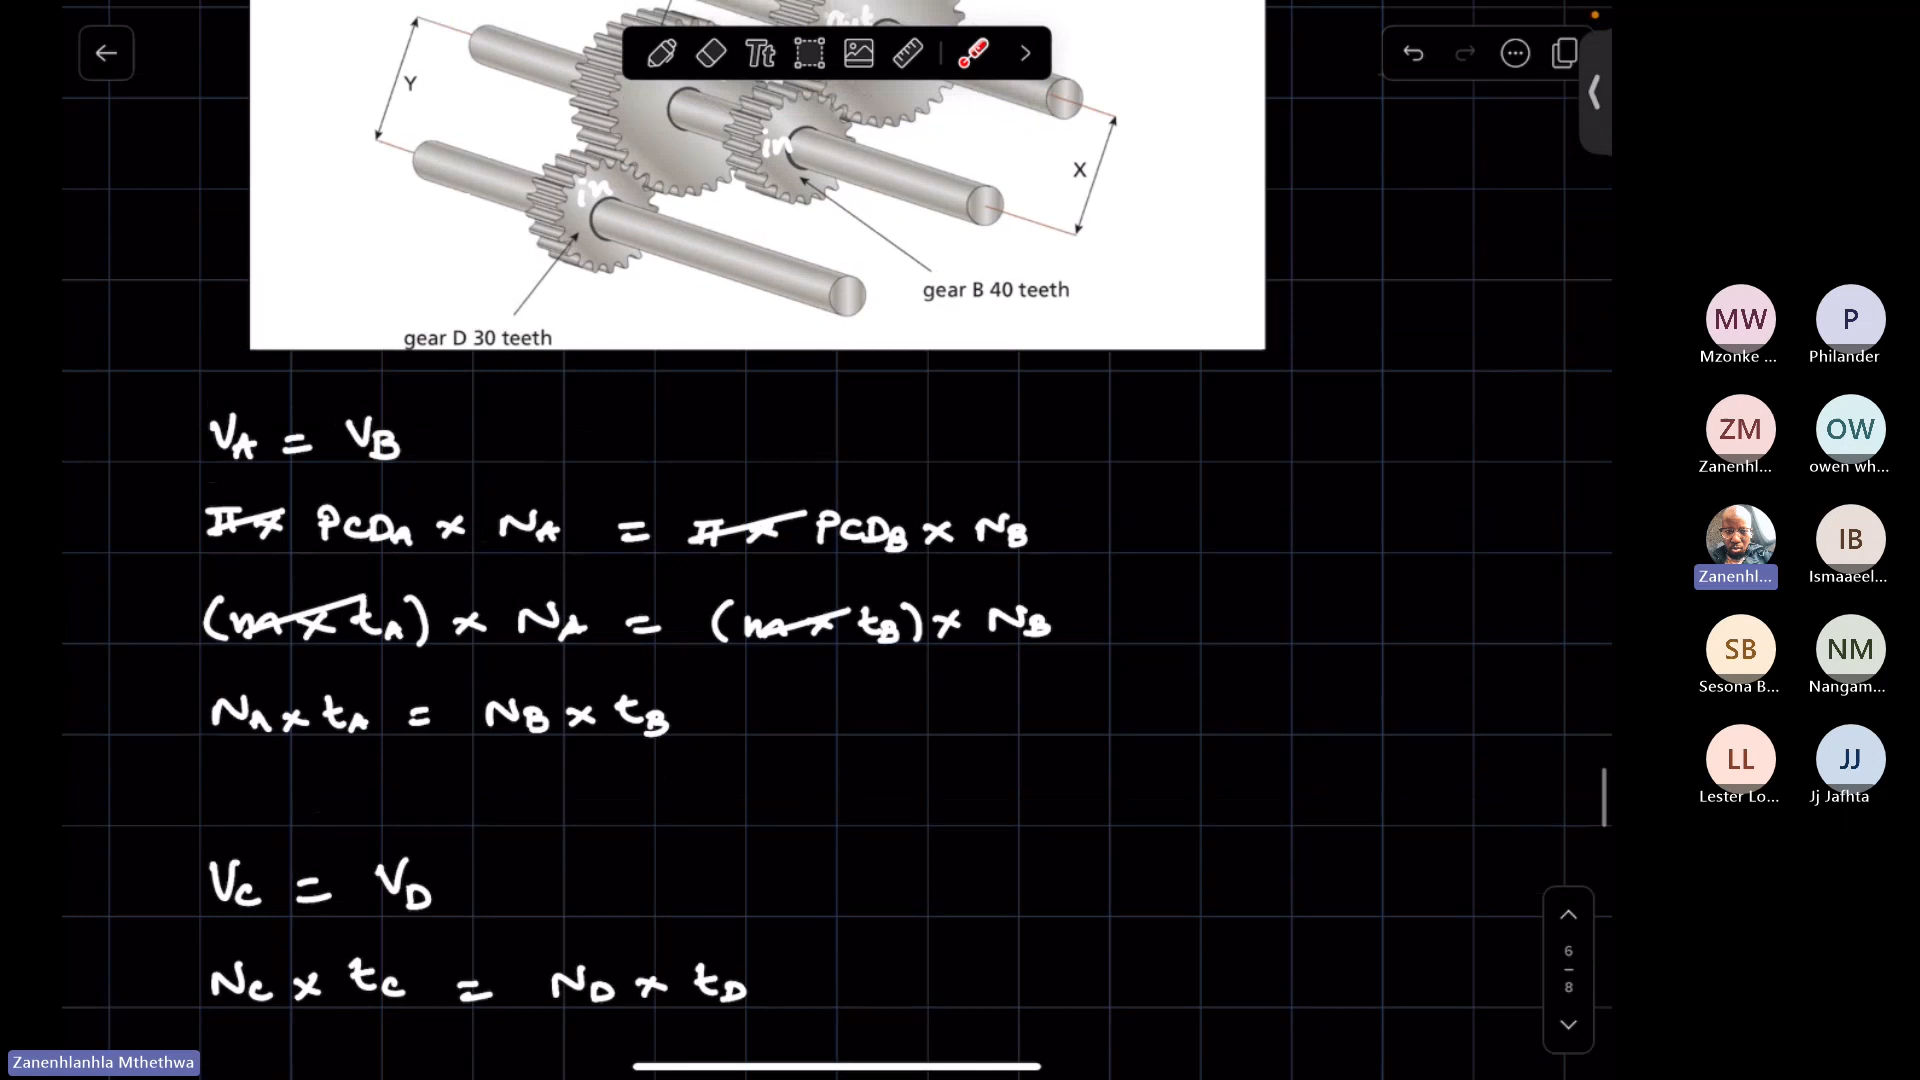 out
Tt
Y
in
X
in
gear B 40 teeth
gear D 30 teeth
VA = VB
π × PCDA × NA = π × PCDB × NB
(m × tA) × NA = (m × tB) × NB
NA × tA = NB × tB
VC = VD
NC × tC = ND × tD
6
8
MW
Mzonke ...
P
Philander
ZM
Zanenhl...
OW
owen wh...
Zanenhl...
IB
Ismaaeel...
SB
Sesona B...
NM
Nangam...
LL
Lester Lo...
JJ
Jj Jafhta
Zanenhlanhla Mthethwa